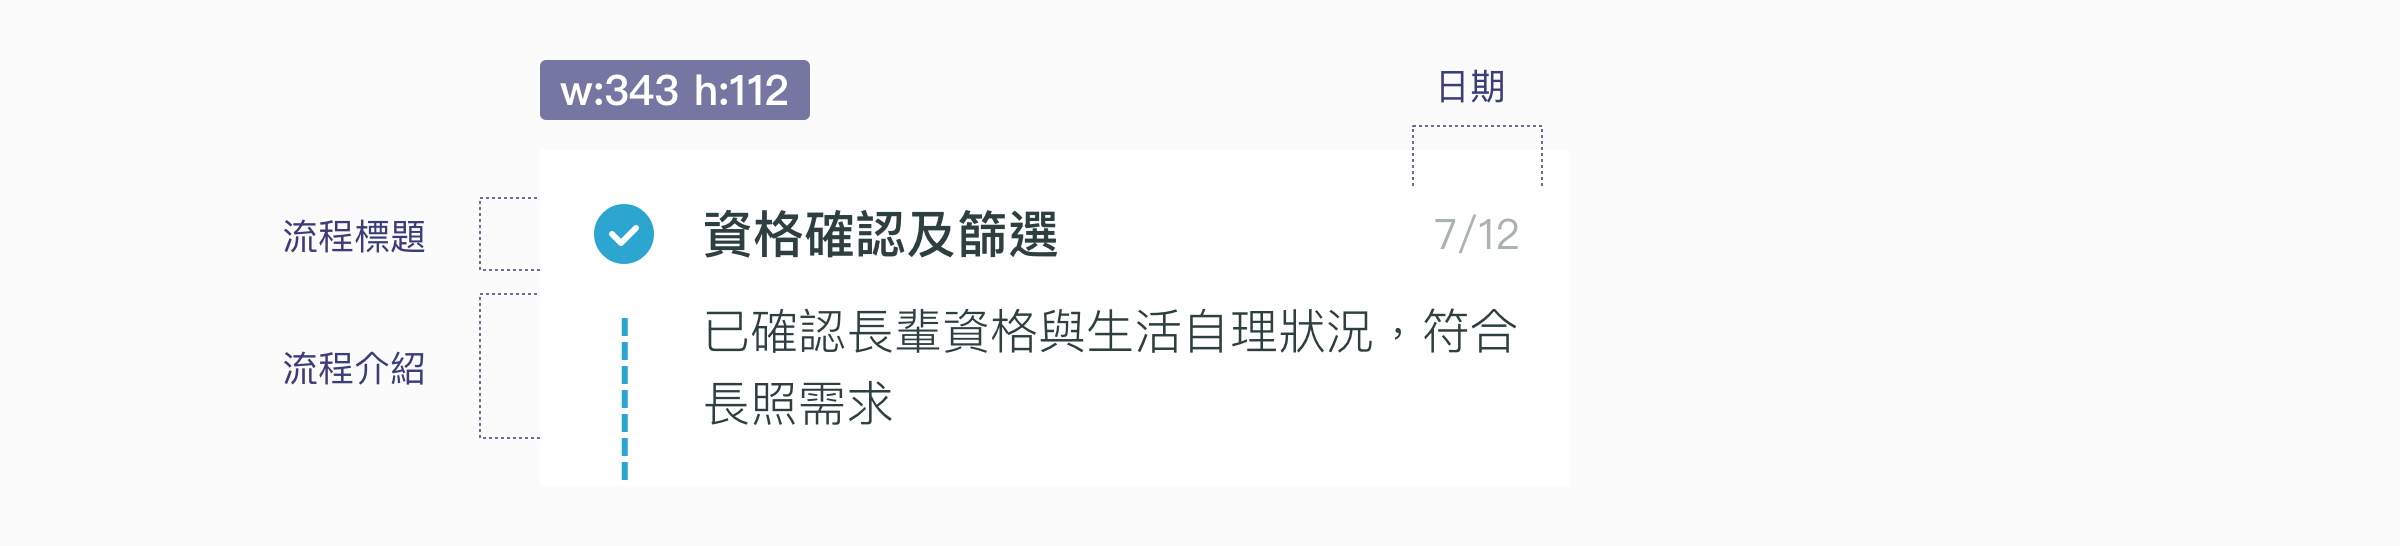 w:343 h:112
日期
流程標題
資格確認及篩選
7/12
流程介紹
已確認長輩資格與生活自理狀況，符合
長照需求